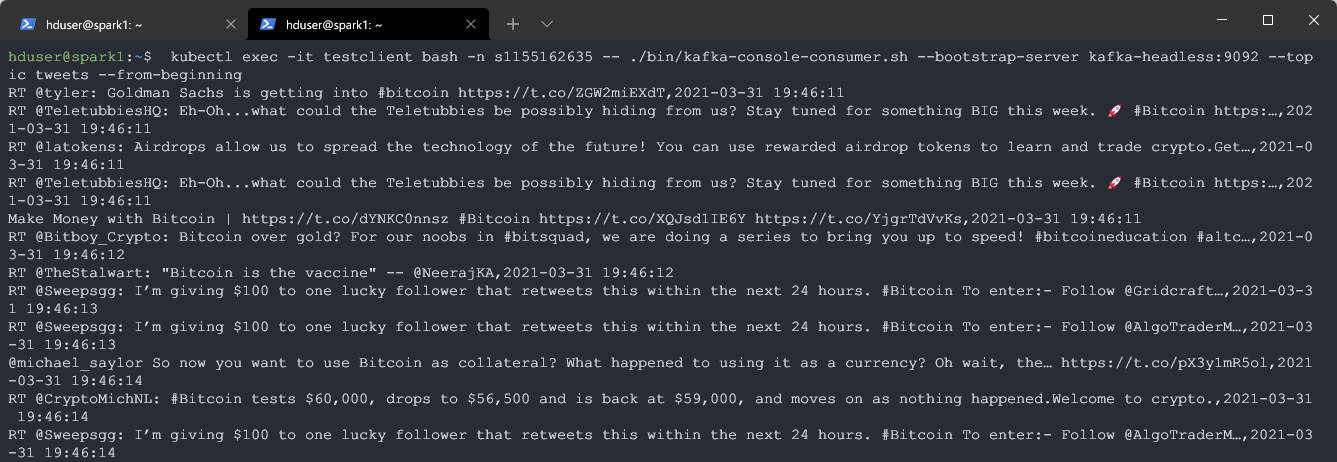 hduser@spark1: ~
hduser@spark1: ~
hduser@spark1:~$  kubectl exec -it testclient bash -n s1155162635 -- ./bin/kafka-console-consumer.sh --bootstrap-server kafka-headless:9092 --top
ic tweets --from-beginning
RT @tyler: Goldman Sachs is getting into #bitcoin https://t.co/ZGW2miEXdT,2021-03-31 19:46:11
RT @TeletubbiesHQ: Eh-Oh...what could the Teletubbies be possibly hiding from us? Stay tuned for something BIG this week. 🚀 #Bitcoin https:…,202
1-03-31 19:46:11
RT @latokens: Airdrops allow us to spread the technology of the future! You can use rewarded airdrop tokens to learn and trade crypto.Get…,2021-0
3-31 19:46:11
RT @TeletubbiesHQ: Eh-Oh...what could the Teletubbies be possibly hiding from us? Stay tuned for something BIG this week. 🚀 #Bitcoin https:…,202
1-03-31 19:46:11
Make Money with Bitcoin | https://t.co/dYNKC0nnsz #Bitcoin https://t.co/XQJsd1IE6Y https://t.co/YjgrTdVvKs,2021-03-31 19:46:11
RT @Bitboy_Crypto: Bitcoin over gold? For our noobs in #bitsquad, we are doing a series to bring you up to speed! #bitcoineducation #altc…,2021-0
3-31 19:46:12
RT @TheStalwart: "Bitcoin is the vaccine" -- @NeerajKA,2021-03-31 19:46:12
RT @Sweepsgg: I’m giving $100 to one lucky follower that retweets this within the next 24 hours. #Bitcoin To enter:- Follow @Gridcraft…,2021-03-3
1 19:46:13
RT @Sweepsgg: I’m giving $100 to one lucky follower that retweets this within the next 24 hours. #Bitcoin To enter:- Follow @AlgoTraderM…,2021-03
-31 19:46:13
@michael_saylor So now you want to use Bitcoin as collateral? What happened to using it as a currency? Oh wait, the… https://t.co/pX3y1mR5ol,2021
-03-31 19:46:14
RT @CryptoMichNL: #Bitcoin tests $60,000, drops to $56,500 and is back at $59,000, and moves on as nothing happened.Welcome to crypto.,2021-03-31
 19:46:14
RT @Sweepsgg: I’m giving $100 to one lucky follower that retweets this within the next 24 hours. #Bitcoin To enter:- Follow @AlgoTraderM…,2021-03
-31 19:46:14